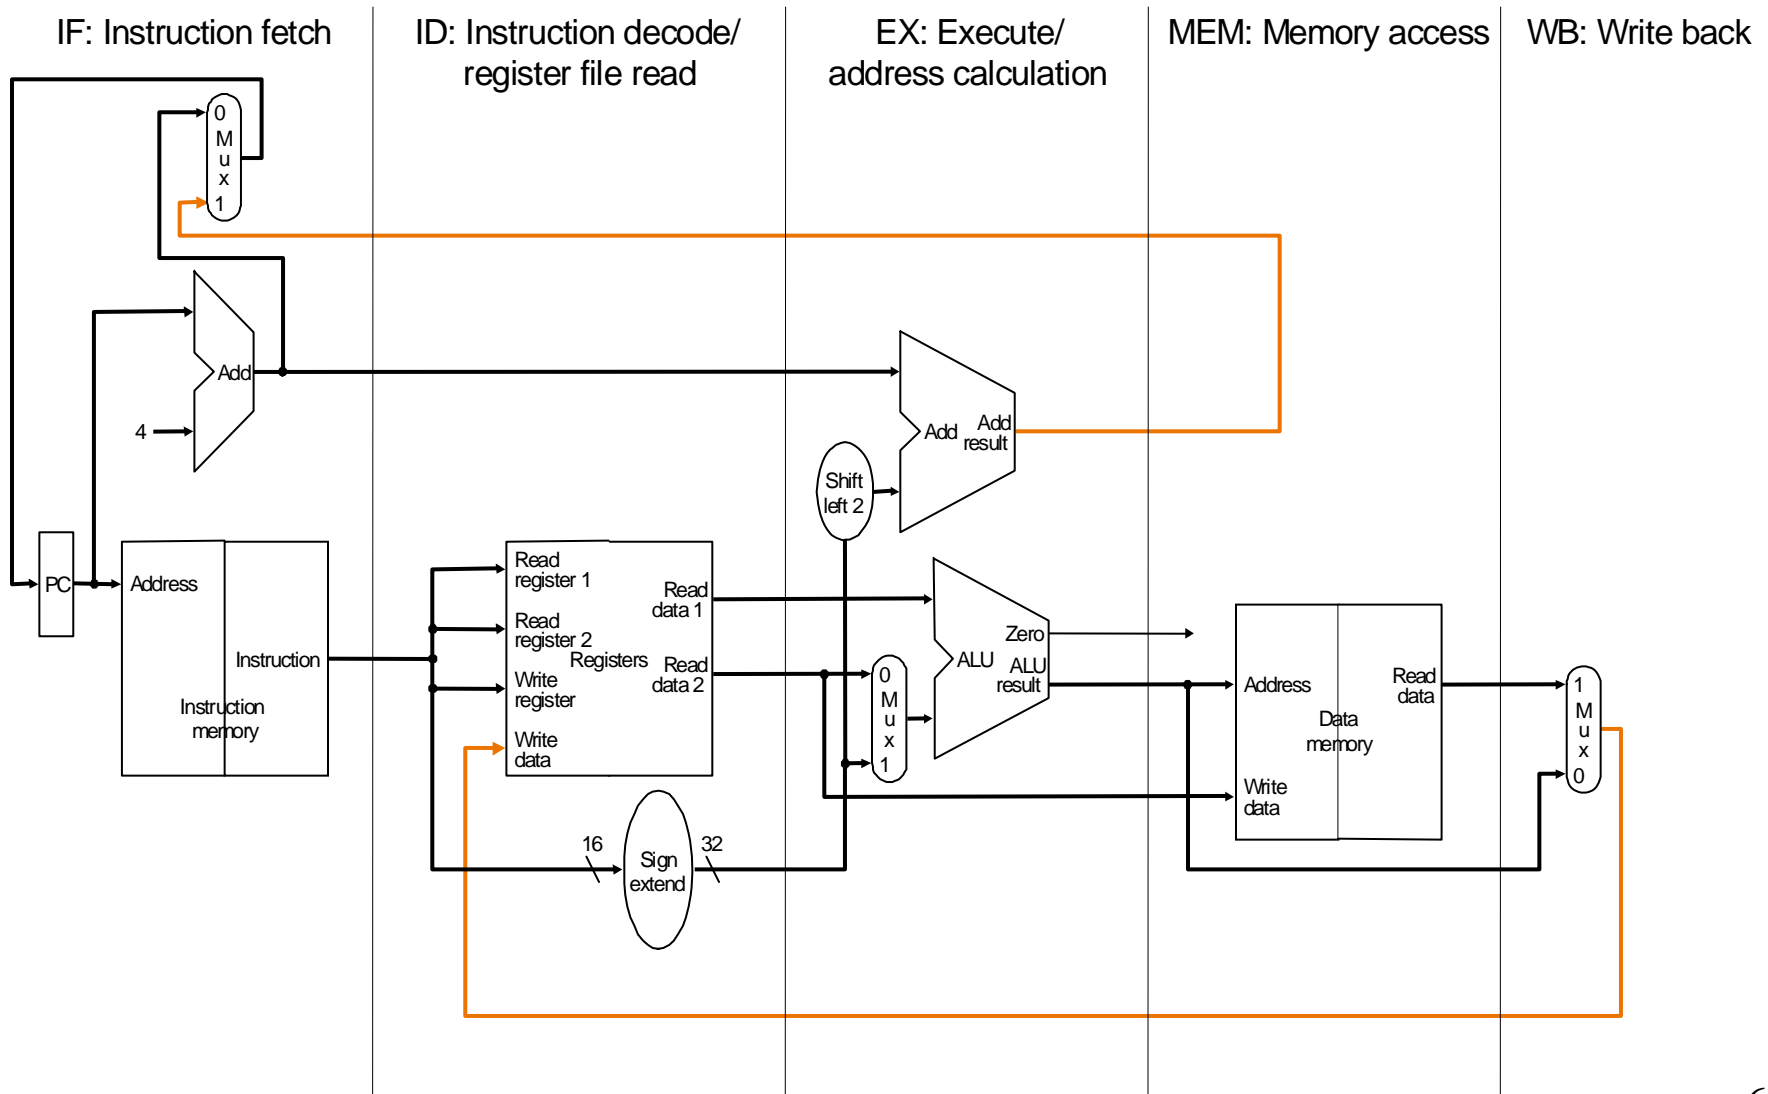 IF: Instruction fetch
ID: Instruction decode/
register file read
EX: Execute/
address calculation
MEM: Memory access
WB: Write back
0
M
u
x
1
Add
4
PC
Address
Instruction
Instruction
memory
Read
register 1
Read
register 2
Registers
Write
register
Write
data
Read
data 1
Read
data 2
16
Sign
extend
32
Shift
left 2
Add
Add
result
0
M
u
x
1
Zero
ALU
ALU
result
Address
Read
data
Data
memory
Write
data
1
M
u
x
0